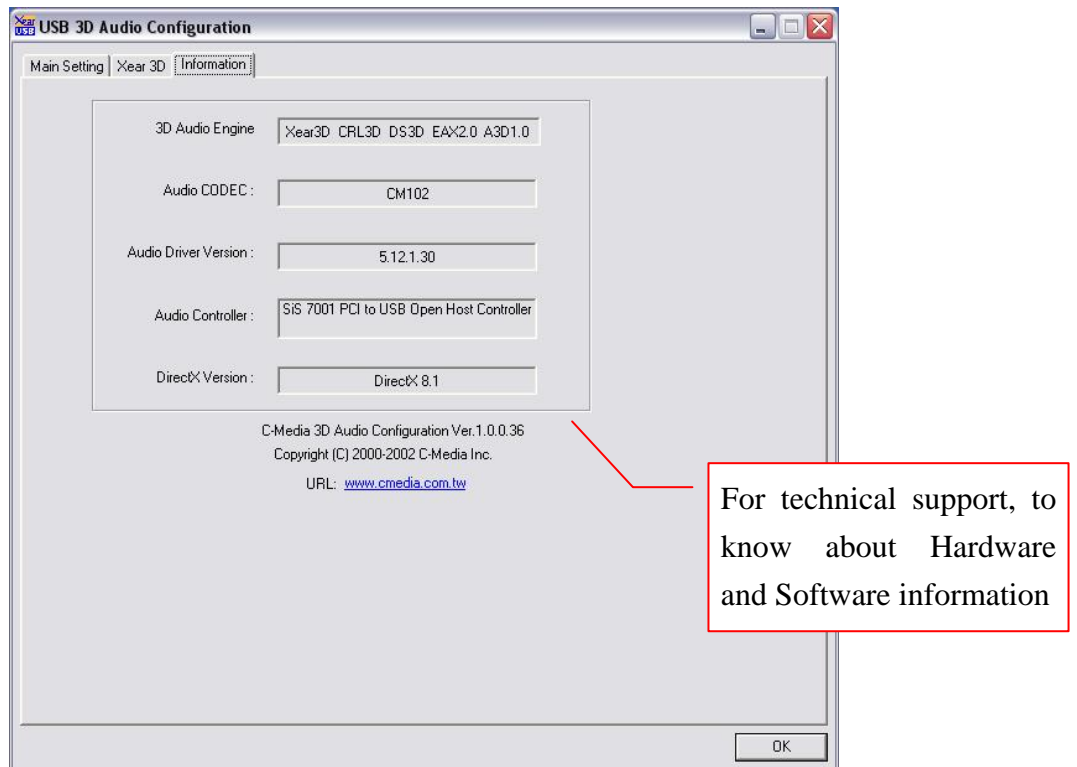 Xear USB USB 3D Audio Configuration
Main Setting Xear 3D Information
3D Audio Engine Xear3D CRL3D DS3D EAX2.0 A3D1.0
Audio CODEC : CM102
Audio Driver Version : 5.12.1.30
Audio Controller : SiS 7001 PCI to USB Open Host Controller
DirectX Version : DirectX 8.1
C-Media 3D Audio Configuration Ver.1.0.0.36
Copyright (C) 2000-2002 C-Media Inc.
URL: www.cmedia.com.tw
For technical support, to
know about Hardware
and Software information
OK